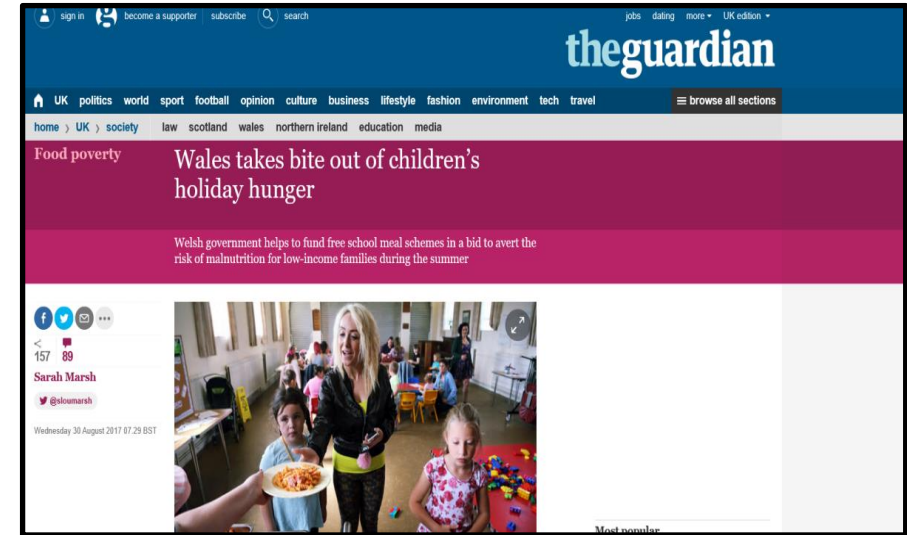 sign in become a supporter subscribe search jobs dating more UK edition
theguardian
UK politics world sport football opinion culture business lifestyle fashion environment tech travel browse all sections
home › UK › society law scotland wales northern ireland education media
Food poverty
Wales takes bite out of children’s
holiday hunger
Welsh government helps to fund free school meal schemes in a bid to avert the
risk of malnutrition for low-income families during the summer
157 89
Sarah Marsh
@sloumarsh
Wednesday 30 August 2017 07.29 BST
Most popular